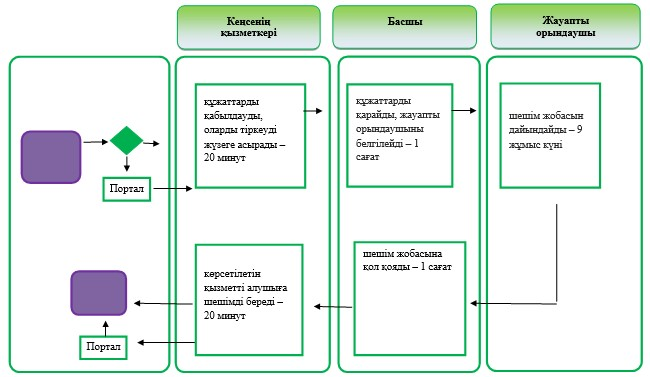 Кеңсенің
қызметкері
Басшы
Жауапты
орындаушы
құжаттарды
қабылдауды,
оларды тіркеуді
жүзеге асырады –
20 минут
құжаттарды
қарайды, жауапты
орындаушыны
белгілейді – 1
сағат
шешім жобасын
дайындайды – 9
жұмыс күні
Портал
көрсетілетін
қызметті алушыға
шешімді береді –
20 минут
шешім жобасына
қол қояды – 1 сағат
Портал